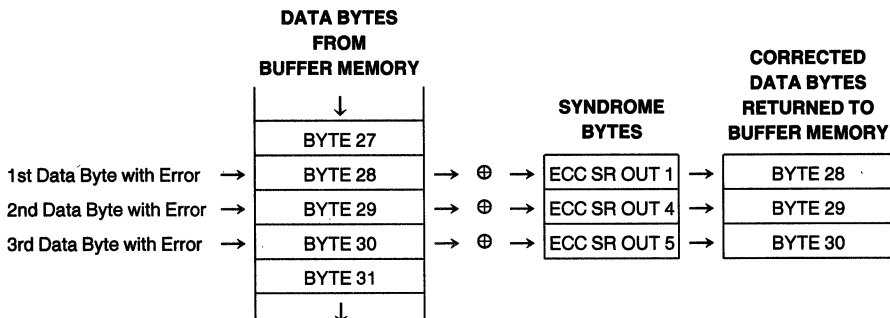 DATA BYTES
FROM
BUFFER MEMORY
SYNDROME
BYTES
CORRECTED
DATA BYTES
RETURNED TO
BUFFER MEMORY
BYTE 27
1st Data Byte with Error → BYTE 28 → ⊕ → ECC SR OUT 1 → BYTE 28
2nd Data Byte with Error → BYTE 29 → ⊕ → ECC SR OUT 4 → BYTE 29
3rd Data Byte with Error → BYTE 30 → ⊕ → ECC SR OUT 5 → BYTE 30
BYTE 31